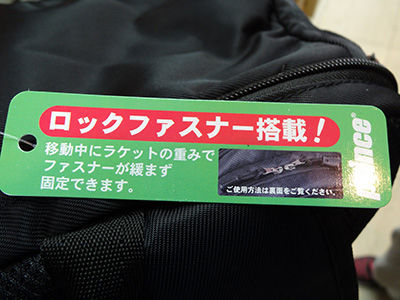 ロックファスナー搭載！
移動中にラケットの重みで
ファスナーが緩まず
固定できます。
ご使用方法は裏面をご覧ください。
prince